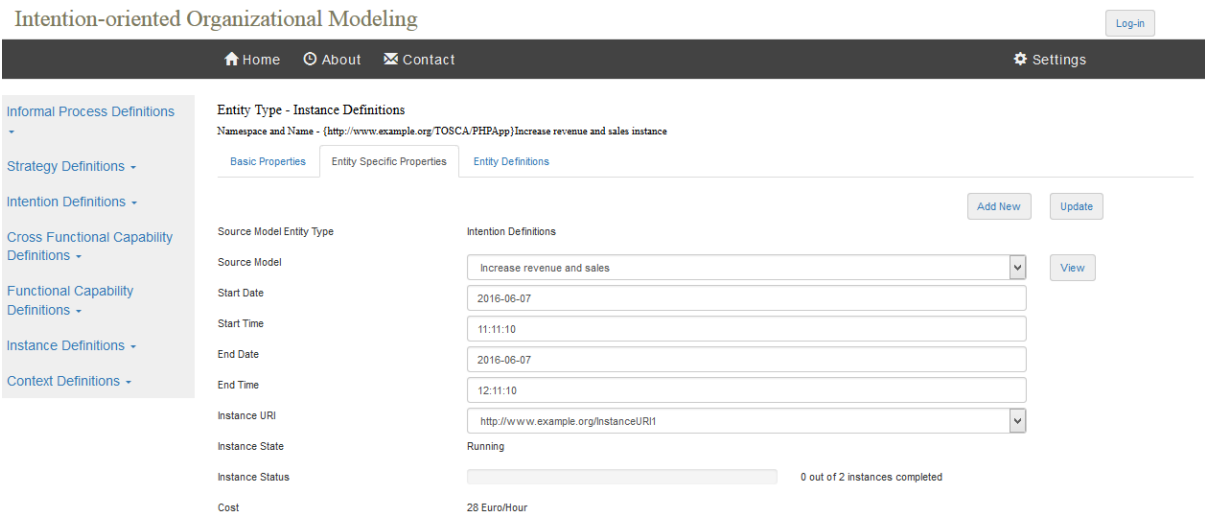 Intention-oriented Organizational Modeling
Log-in
Home About Contact Settings
Informal Process Definitions
Strategy Definitions
Intention Definitions
Cross Functional Capability
Definitions
Functional Capability
Definitions
Instance Definitions
Context Definitions
Entity Type - Instance Definitions
Namespace and Name - {http://www.example.org/TOSCA/PHPApp}Increase revenue and sales instance
Basic Properties Entity Specific Properties Entity Definitions
Add New Update
Source Model Entity Type Intention Definitions
Source Model Increase revenue and sales View
Start Date 2016-06-07
Start Time 11:11:10
End Date 2016-06-07
End Time 12:11:10
Instance URI http://www.example.org/InstanceURI1
Instance State Running
Instance Status 0 out of 2 instances completed
Cost 28 Euro/Hour